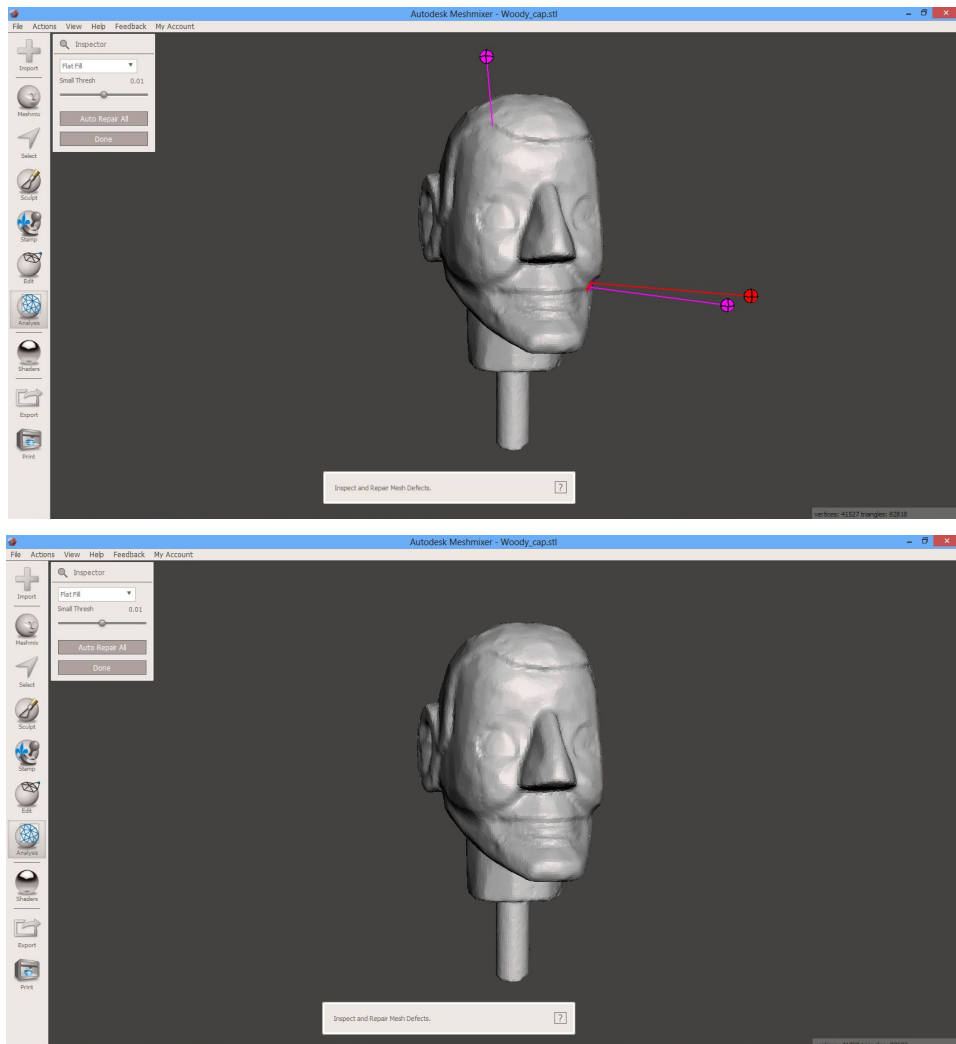 Autodesk Meshmixer - Woody_cap.stl
File Actions View Help Feedback My Account
Inspector
Flat Fill
Small Thresh 0.01
Auto Repair All
Done
Import
Meshmix
Select
Sculpt
Stamp
Edit
Analysis
Shaders
Export
Print
Inspect and Repair Mesh Defects.
?
vertices: 41527 triangles: 82818
Autodesk Meshmixer - Woody_cap.stl
File Actions View Help Feedback My Account
Inspector
Flat Fill
Small Thresh 0.01
Auto Repair All
Done
Import
Meshmix
Select
Sculpt
Stamp
Edit
Analysis
Shaders
Export
Print
Inspect and Repair Mesh Defects.
?